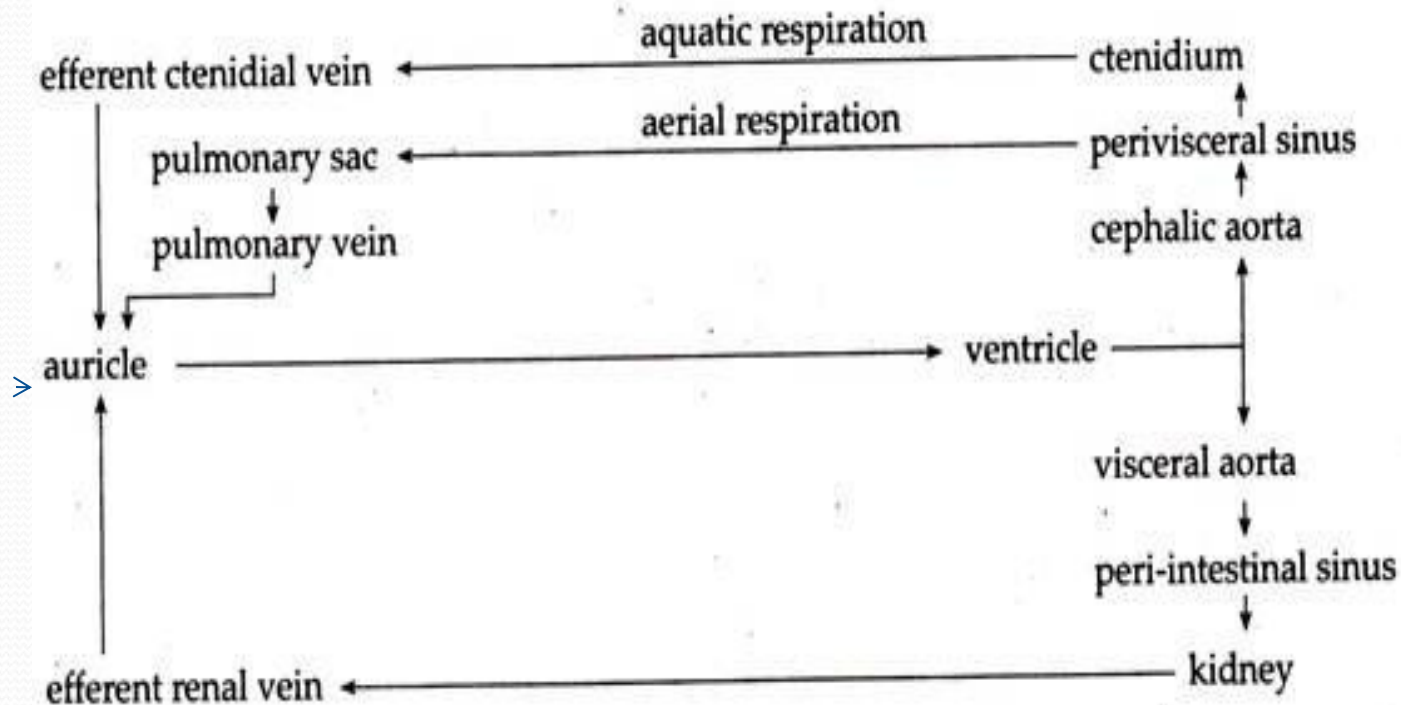 aquatic respiration
efferent ctenidial vein
ctenidium
aerial respiration
pulmonary sac
perivisceral sinus
pulmonary vein
cephalic aorta
auricle
ventricle
visceral aorta
peri-intestinal sinus
efferent renal vein
kidney